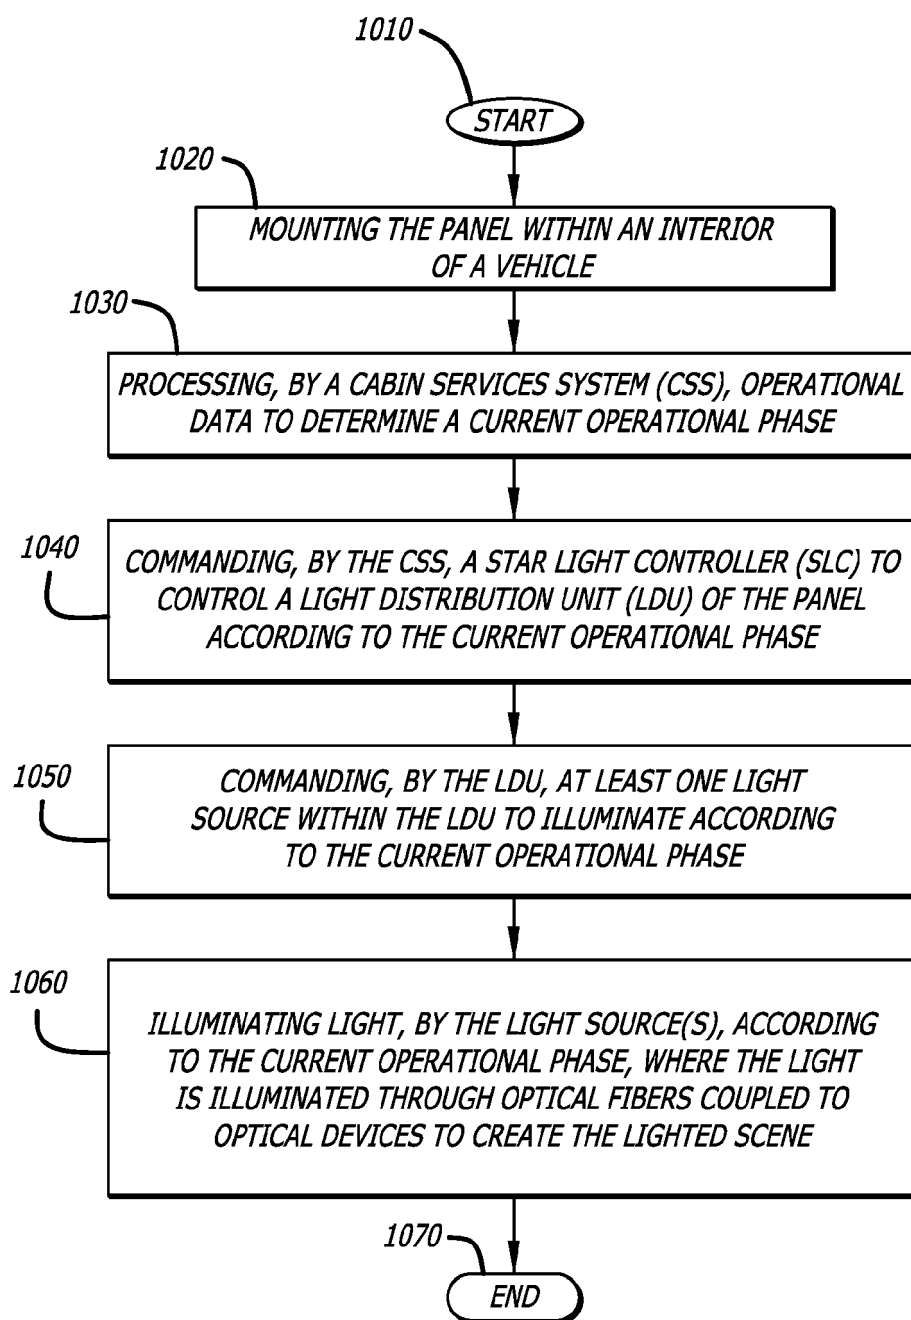 1010
START
1020
MOUNTING THE PANEL WITHIN AN INTERIOR
OF A VEHICLE
1030
PROCESSING, BY A CABIN SERVICES SYSTEM (CSS), OPERATIONAL
DATA TO DETERMINE A CURRENT OPERATIONAL PHASE
1040
COMMANDING, BY THE CSS, A STAR LIGHT CONTROLLER (SLC) TO
CONTROL A LIGHT DISTRIBUTION UNIT (LDU) OF THE PANEL
ACCORDING TO THE CURRENT OPERATIONAL PHASE
1050
COMMANDING, BY THE LDU, AT LEAST ONE LIGHT
SOURCE WITHIN THE LDU TO ILLUMINATE ACCORDING
TO THE CURRENT OPERATIONAL PHASE
1060
ILLUMINATING LIGHT, BY THE LIGHT SOURCE(S), ACCORDING
TO THE CURRENT OPERATIONAL PHASE, WHERE THE LIGHT
IS ILLUMINATED THROUGH OPTICAL FIBERS COUPLED TO
OPTICAL DEVICES TO CREATE THE LIGHTED SCENE
1070
END